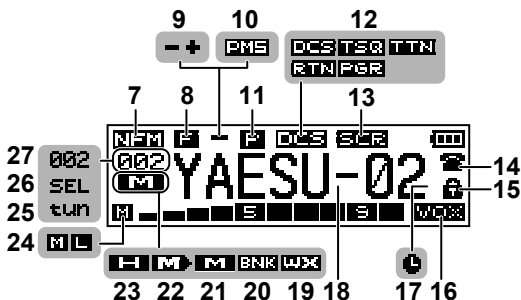 9 10 12
- + PMS DCS TSQ TTN
RTN PGR
7 8 11 13
NFM P - P DCS SCR
27 002 002 YAESU-02 14
26 SEL M 15
25 tun
24 M L M S 9 VOX
H M M BNK WX
23 22 21 20 19 18 17 16